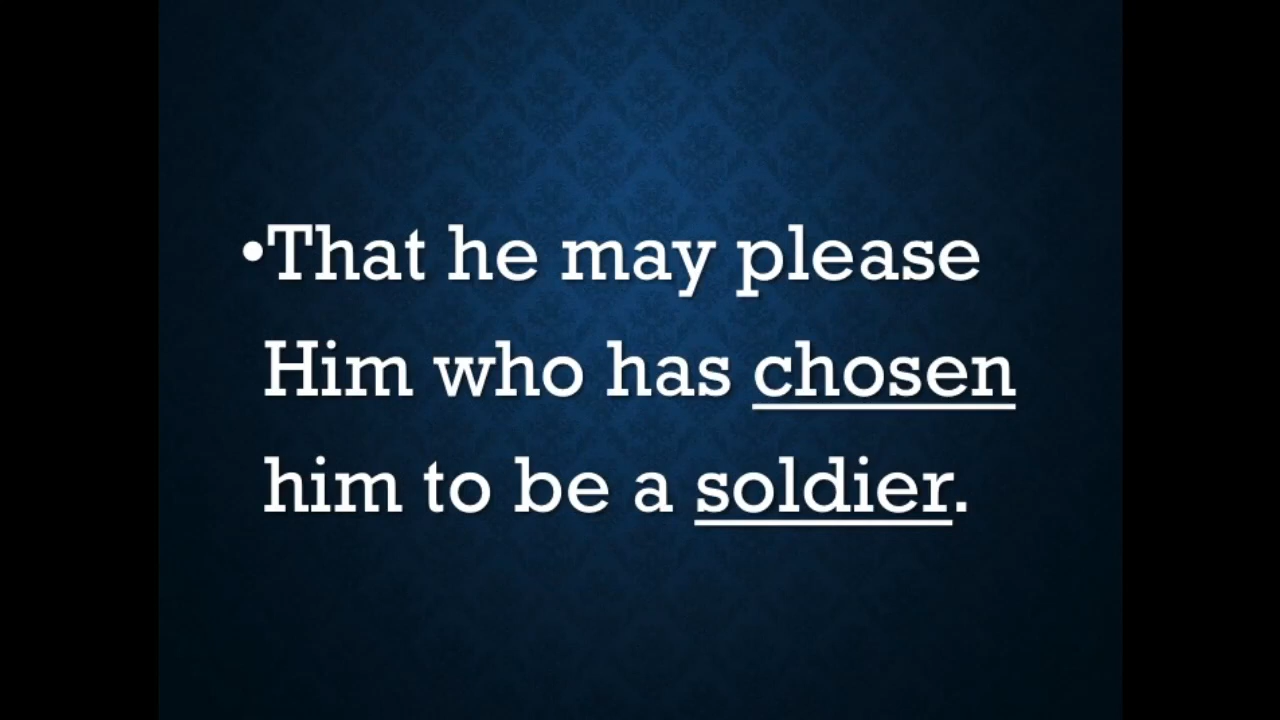 •That he may please
Him who has chosen
him to be a soldier.